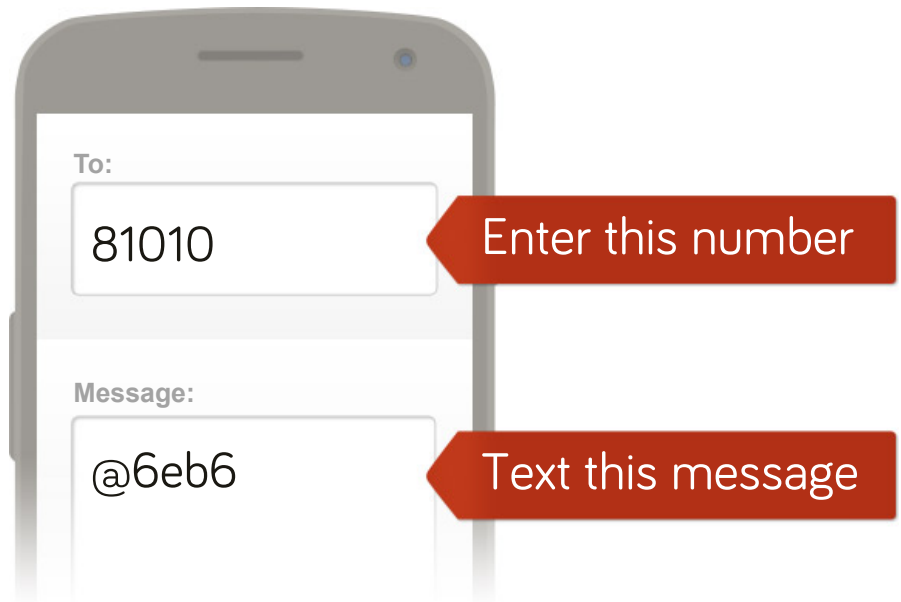 To:
81010
Enter this number
Message:
@6eb6
Text this message